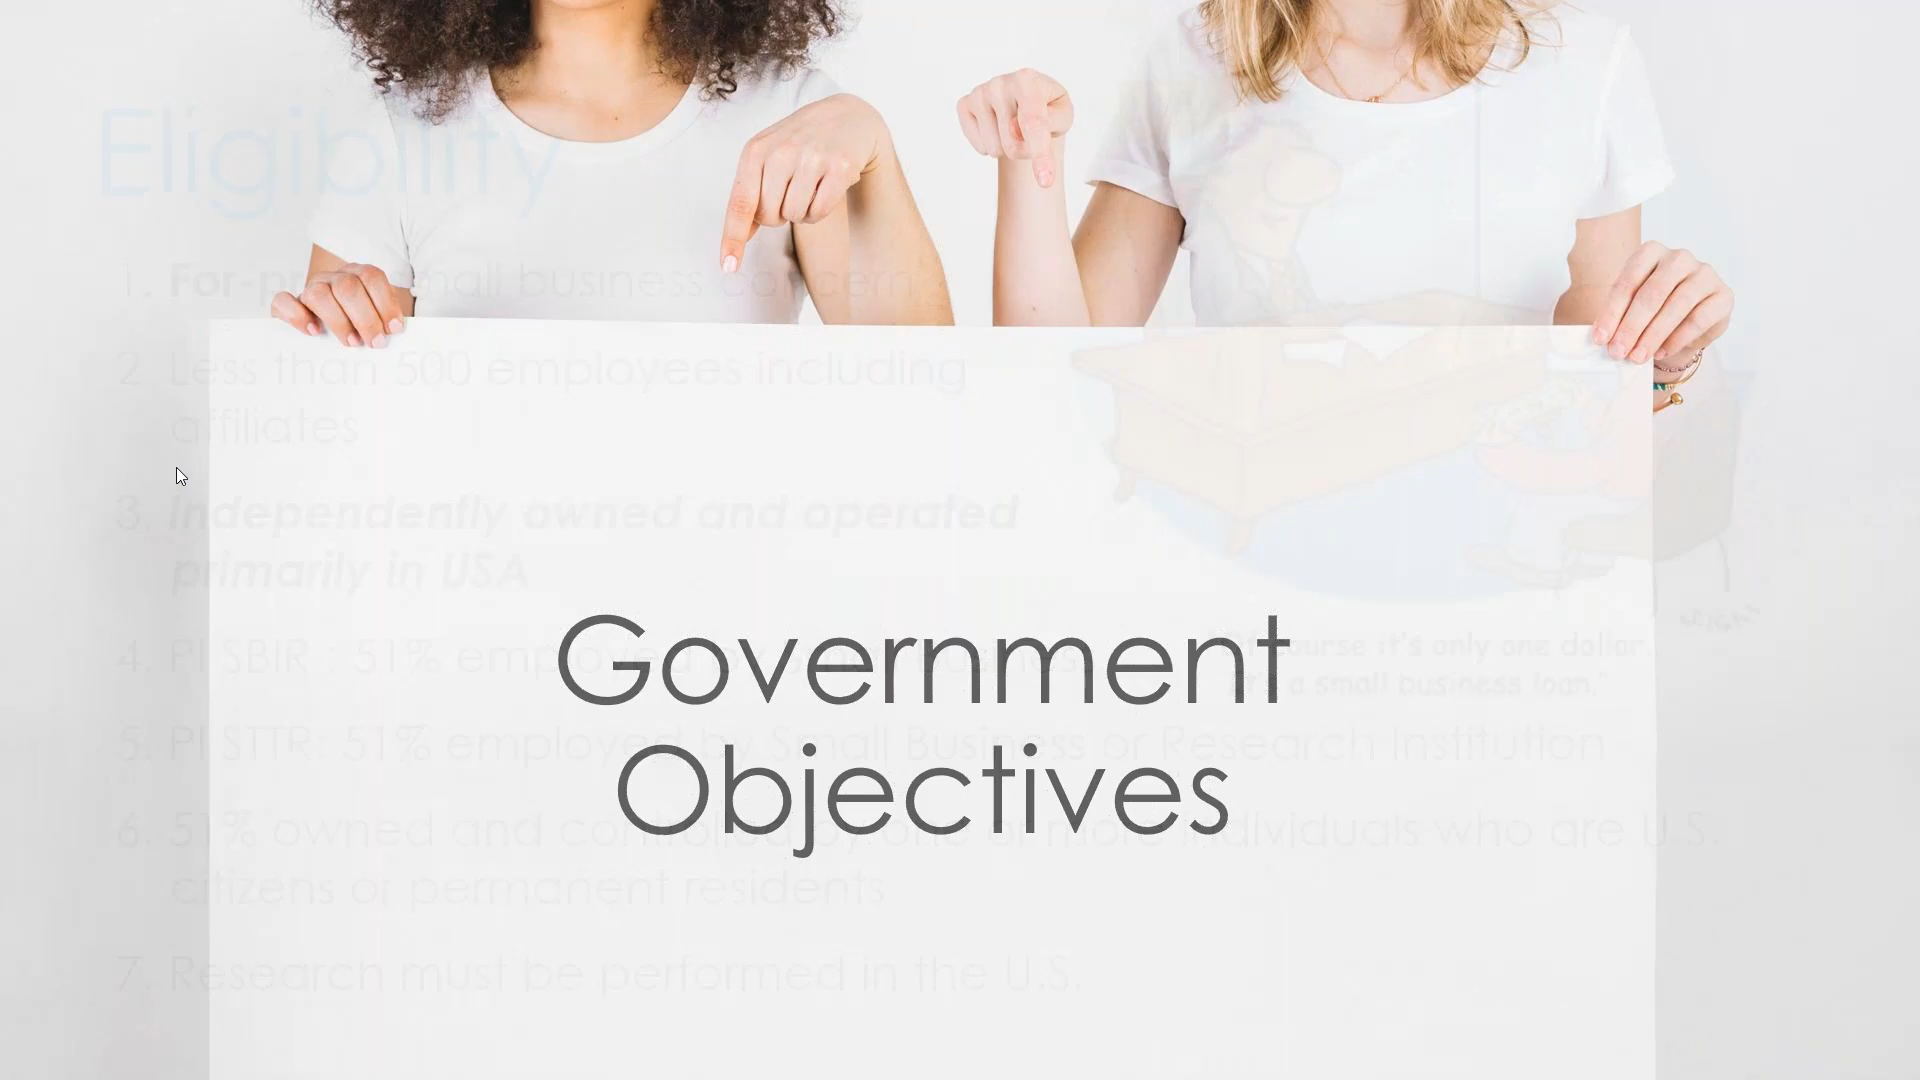 Eligibility
1. For-profit small business concern
2. Less than 500 employees including
affiliates
3. Independently owned and operated
primarily in USA
4. PI SBIR : 51% employed by Small Business
"Of course it's only one dollar.
It's a small business loan."
5. PI STTR: 51% employed by Small Business or Research Institution
6. 51% owned and controlled by one or more individuals who are U.S.
citizens or permanent residents
7. Research must be performed in the U.S.
Government
Objectives